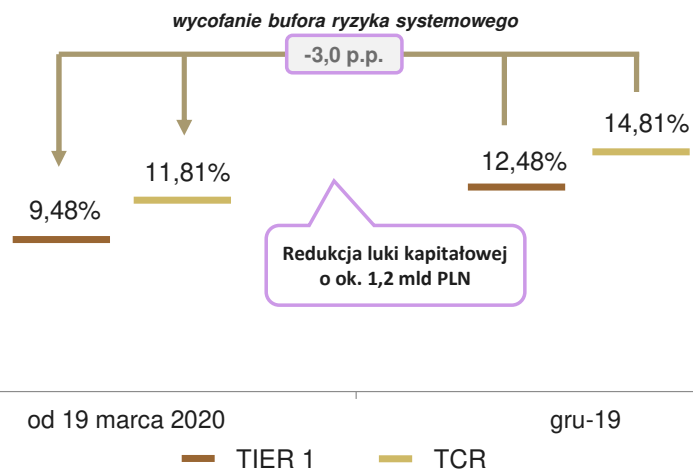 wycofanie bufora ryzyka systemowego
-3,0 p.p.
14,81%
12,48%
11,81%
9,48%
Redukcja luki kapitałowej
o ok. 1,2 mld PLN
od 19 marca 2020
gru-19
TIER 1
TCR